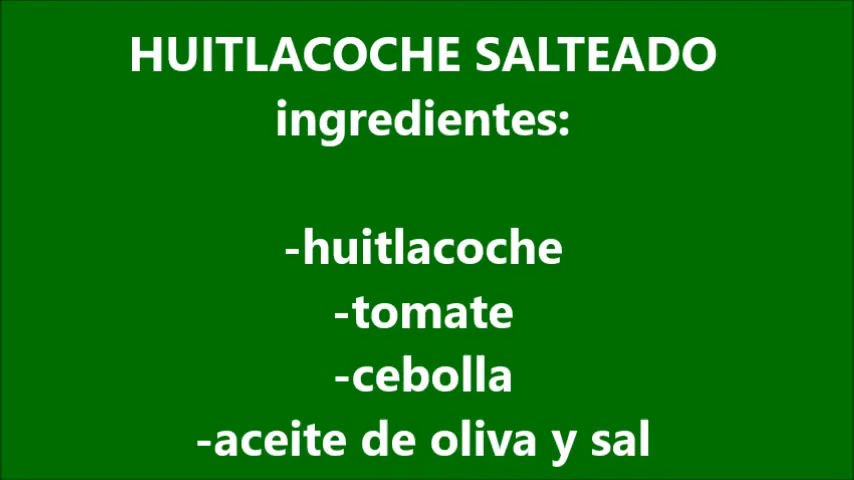 HUITLACOCHE SALTEADO
ingredientes:
-huitlacoche
-tomate
-cebolla
-aceite de oliva y sal